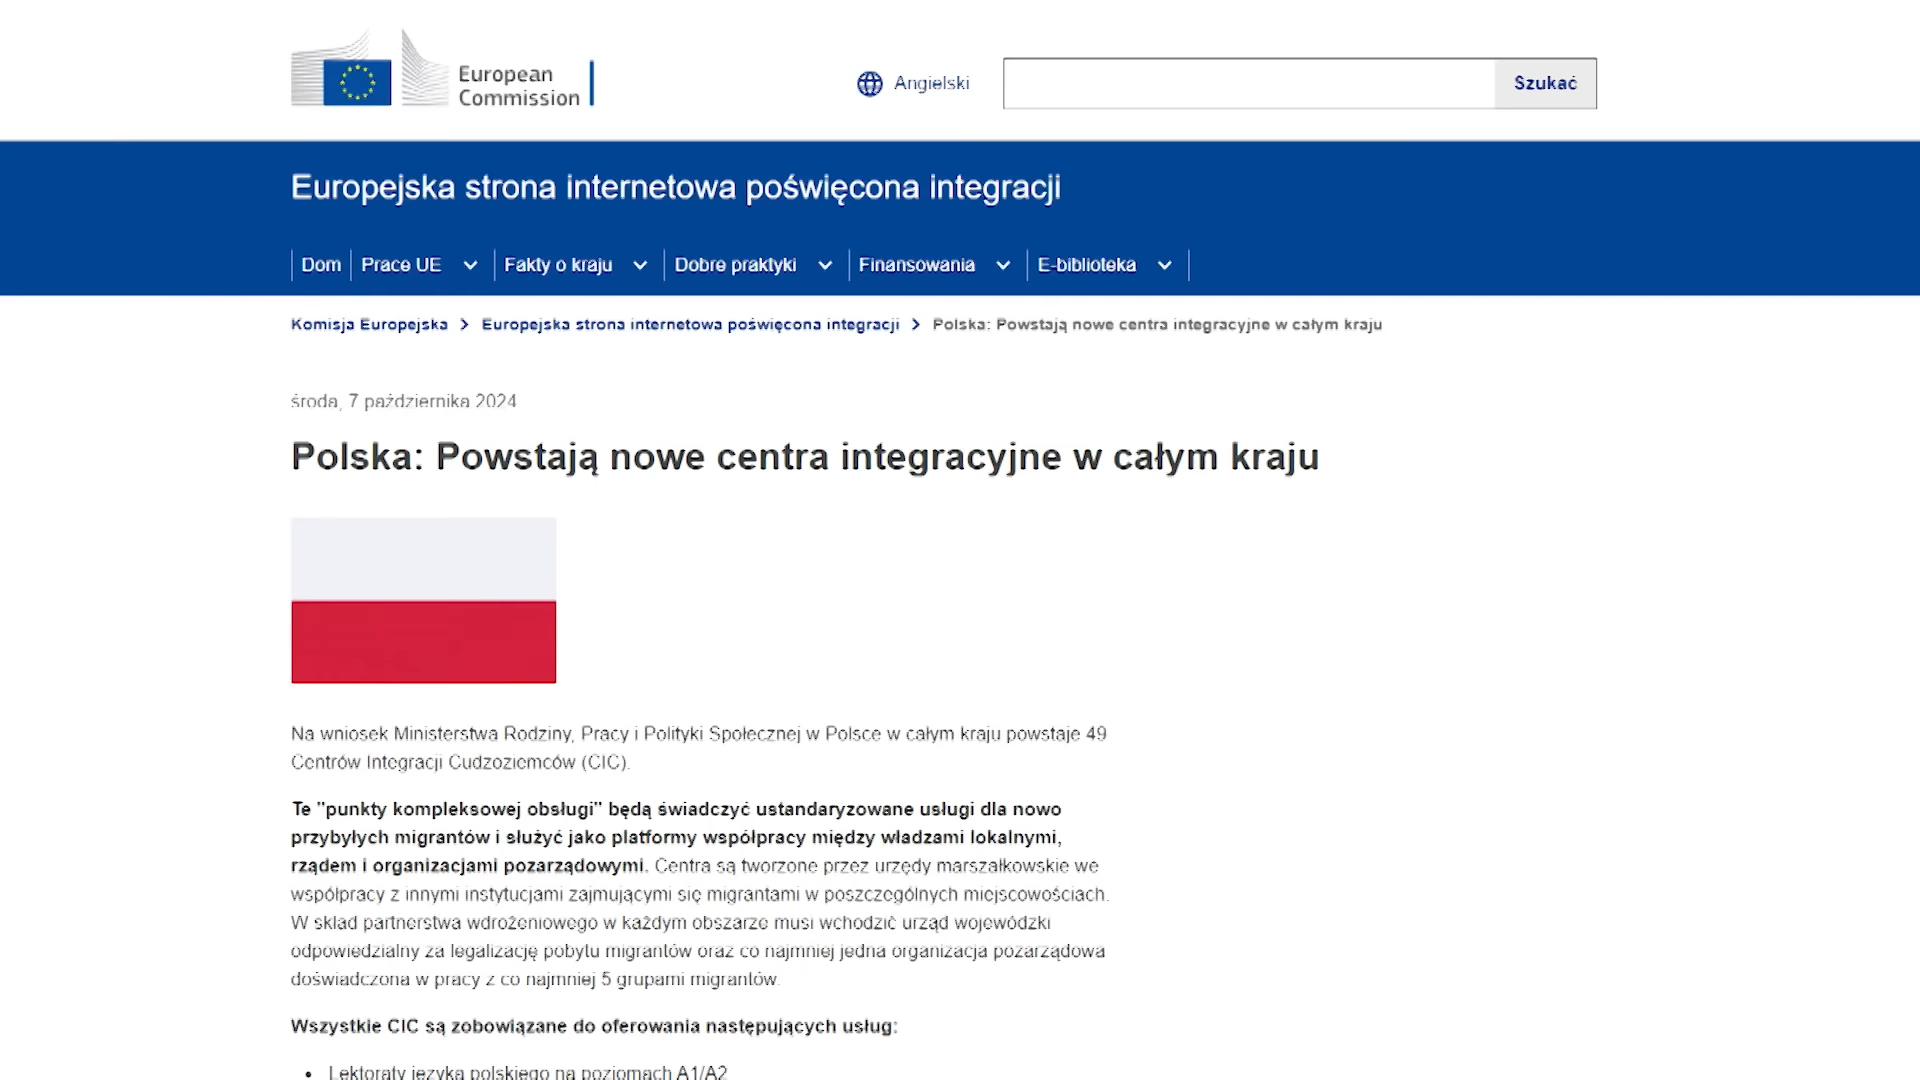 European
Commission
Angielski
Szukać
Europejska strona internetowa poświęcona integracji
Dom
Prace UE
Fakty o kraju
Dobre praktyki
Finansowania
E-biblioteka
Komisja Europejska > Europejska strona internetowa poświęcona integracji > Polska: Powstają nowe centra integracyjne w całym kraju
środa, 7 października 2024
Polska: Powstają nowe centra integracyjne w całym kraju
Na wniosek Ministerstwa Rodziny, Pracy i Polityki Społecznej w Polsce w całym kraju powstaje 49
Centrów Integracji Cudzoziemców (CIC).
Te "punkty kompleksowej obsługi" będą świadczyć ustandaryzowane usługi dla nowo
przybyłych migrantów i służyć jako platformy współpracy między władzami lokalnymi,
rządem i organizacjami pozarządowymi. Centra są tworzone przez urzędy marszałkowskie we
współpracy z innymi instytucjami zajmującymi się migrantami w poszczególnych miejscowościach.
W skład partnerstwa wdrożeniowego w każdym obszarze musi wchodzić urząd wojewódzki
odpowiedzialny za legalizację pobytu migrantów oraz co najmniej jedna organizacja pozarządowa
doświadczona w pracy z co najmniej 5 grupami migrantów.
Wszystkie CIC są zobowiązane do oferowania następujących usług:
• Lektoraty języka polskiego na poziomach A1/A2